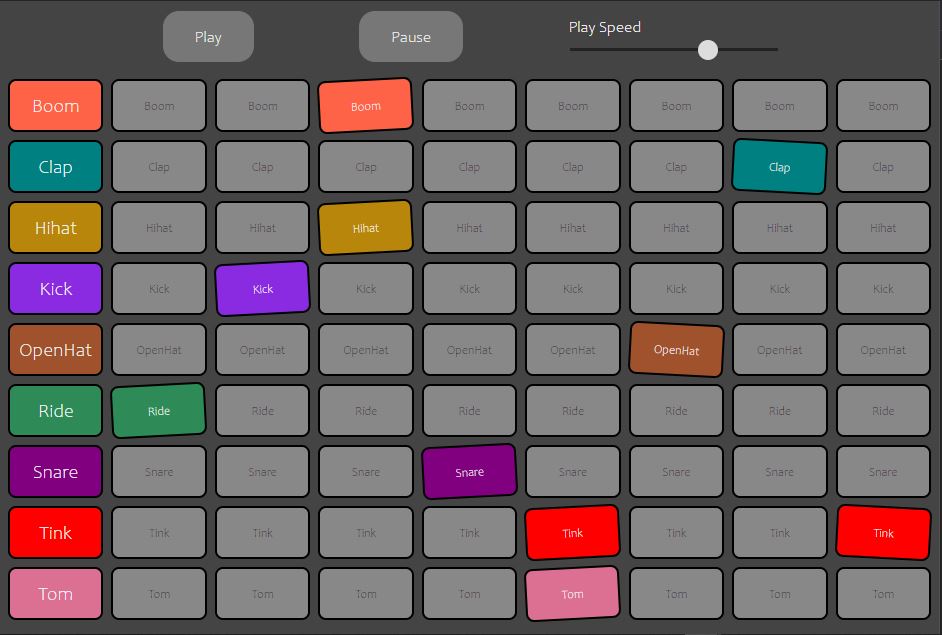 Play Pause Play Speed
Boom Boom Boom Boom Boom Boom Boom Boom Boom
Clap Clap Clap Clap Clap Clap Clap Clap Clap
Hihat Hihat Hihat Hihat Hihat Hihat Hihat Hihat Hihat
Kick Kick Kick Kick Kick Kick Kick Kick Kick
OpenHat OpenHat OpenHat OpenHat OpenHat OpenHat OpenHat OpenHat OpenHat
Ride Ride Ride Ride Ride Ride Ride Ride Ride
Snare Snare Snare Snare Snare Snare Snare Snare Snare
Tink Tink Tink Tink Tink Tink Tink Tink Tink
Tom Tom Tom Tom Tom Tom Tom Tom Tom